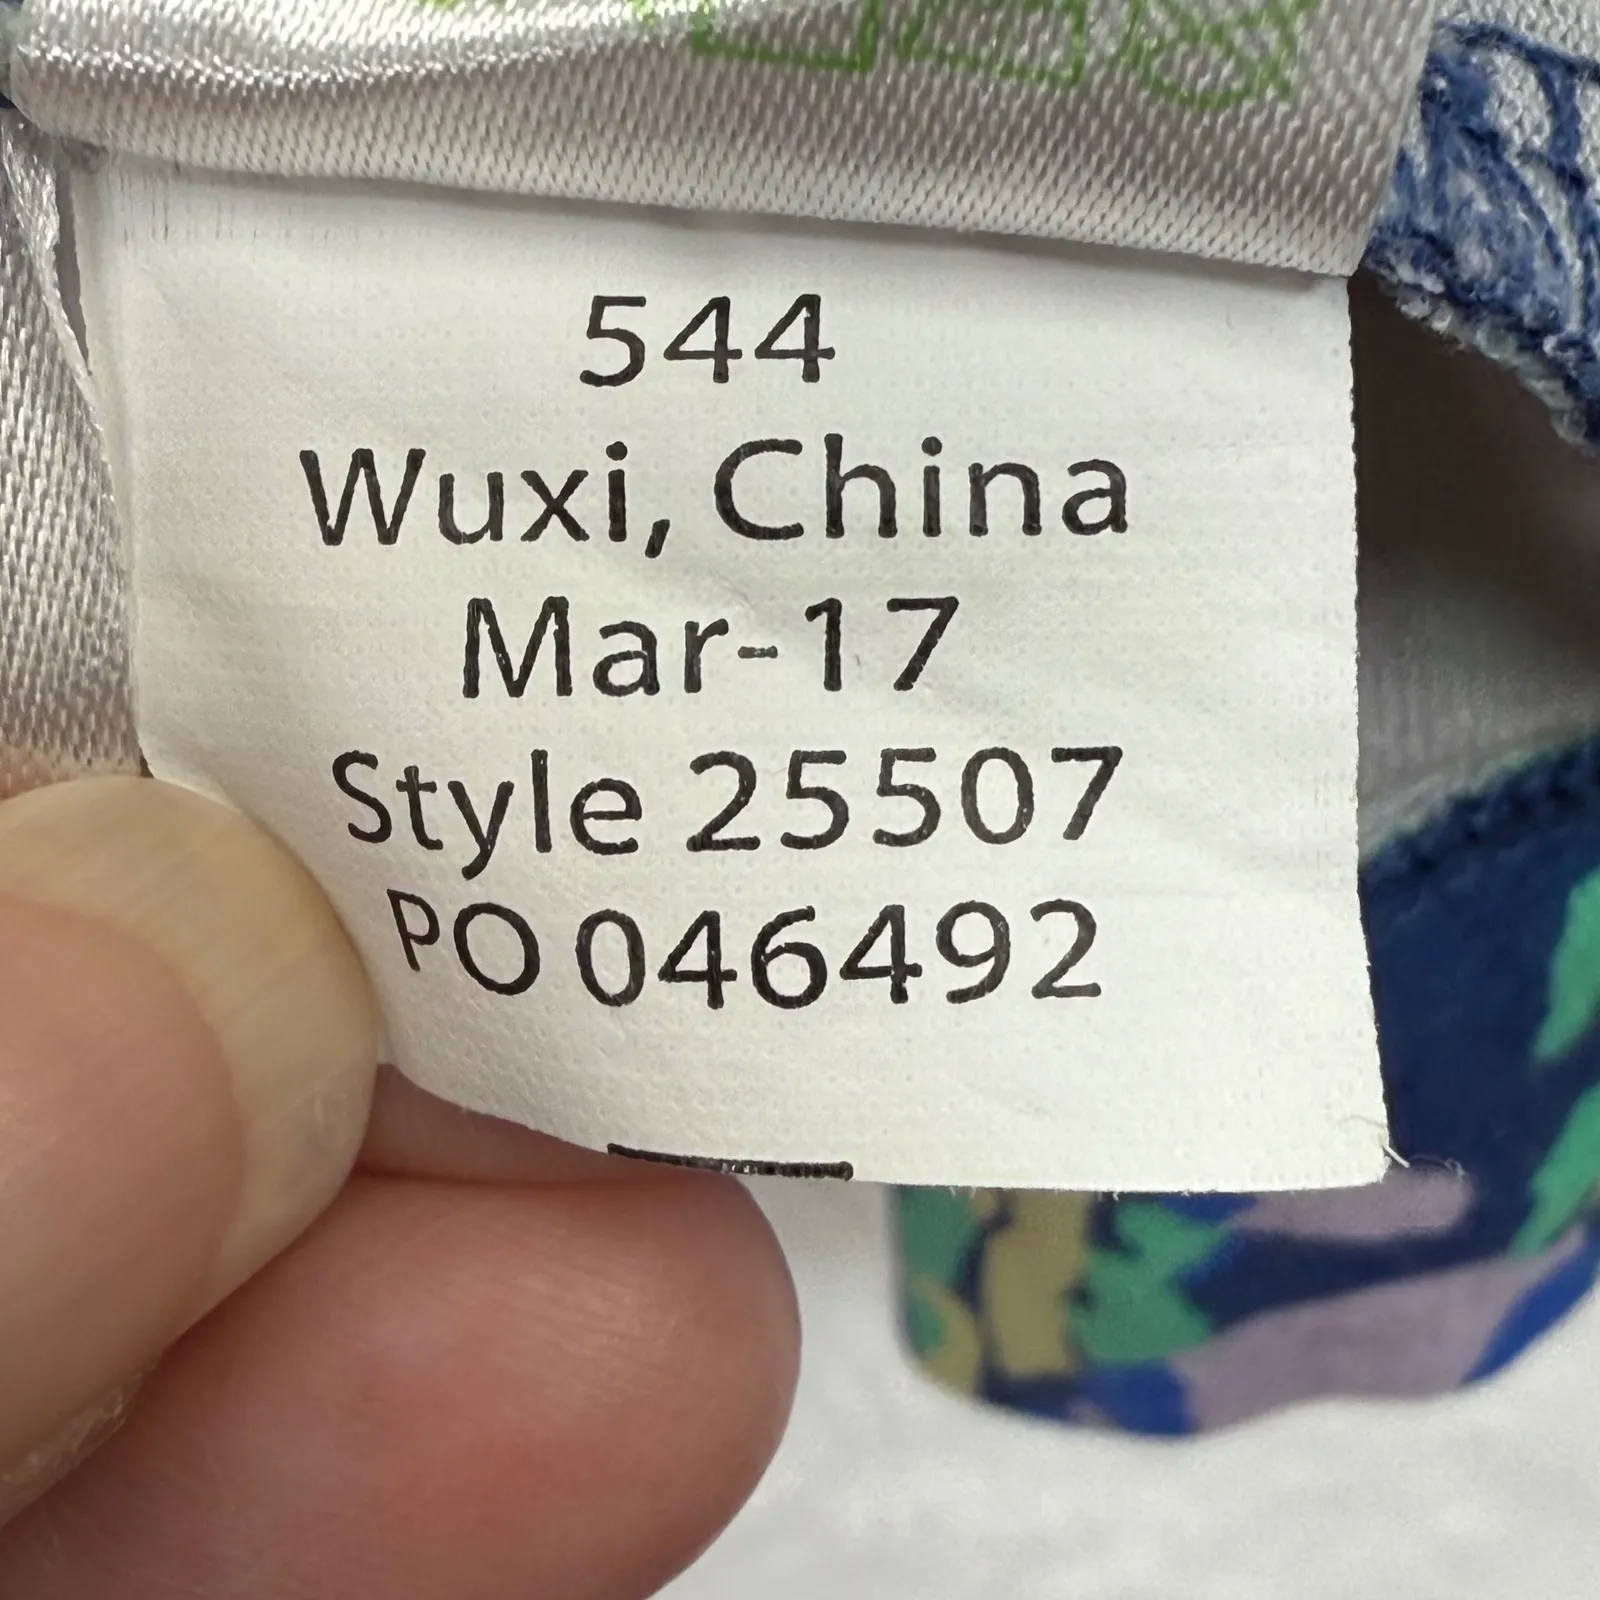 544
Wuxi, China
Mar-17
Style 25507
PO 046492